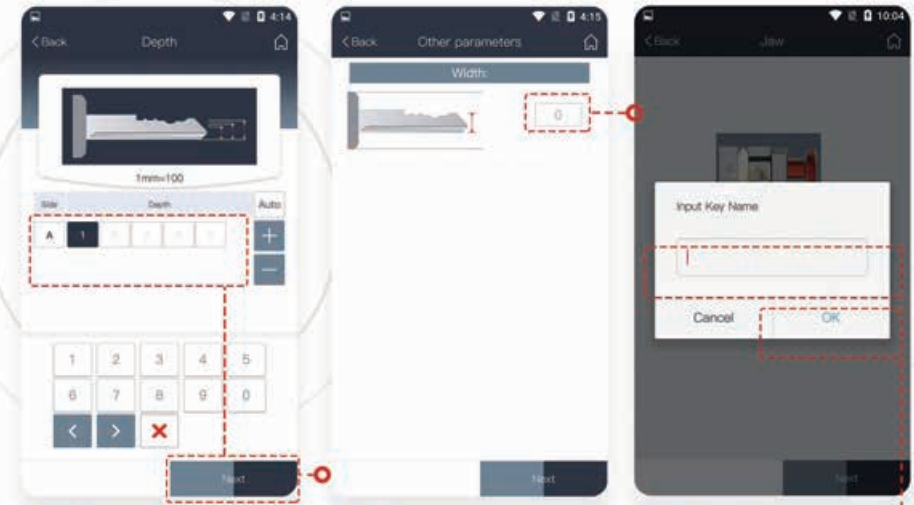 4:14
< Back
Depth
1mm=100
Side
Depth
Auto
A
1
+
−
1 2 3 4 5
6 7 8 9 0
< > ×
Next
4:15
< Back
Other parameters
Width:
0
Next
10:04
< Back
Jaw
Input Key Name
Cancel
OK
Next